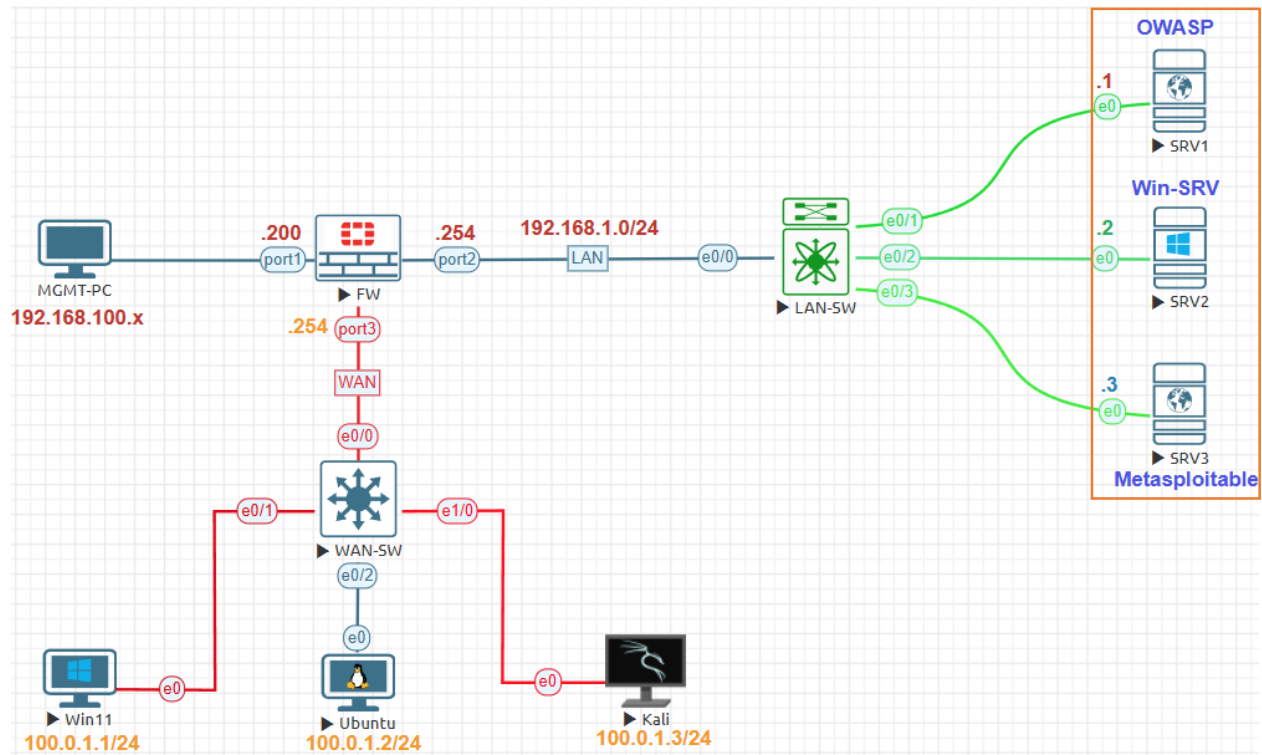 OWASP
.1
e0
SRV1
Win-SRV
.200
.254
192.168.1.0/24
e0/1
.2
port1
port2
LAN
e0/0
e0/2
e0
MGMT-PC
FW
e0/3
SRV2
192.168.100.x
LAN-SW
.254
port3
WAN
.3
e0
e0/0
SRV3
Metasploitable
e0/1
e1/0
WAN-SW
e0/2
e0
e0
e0
Win11
Ubuntu
Kali
100.0.1.1/24
100.0.1.2/24
100.0.1.3/24